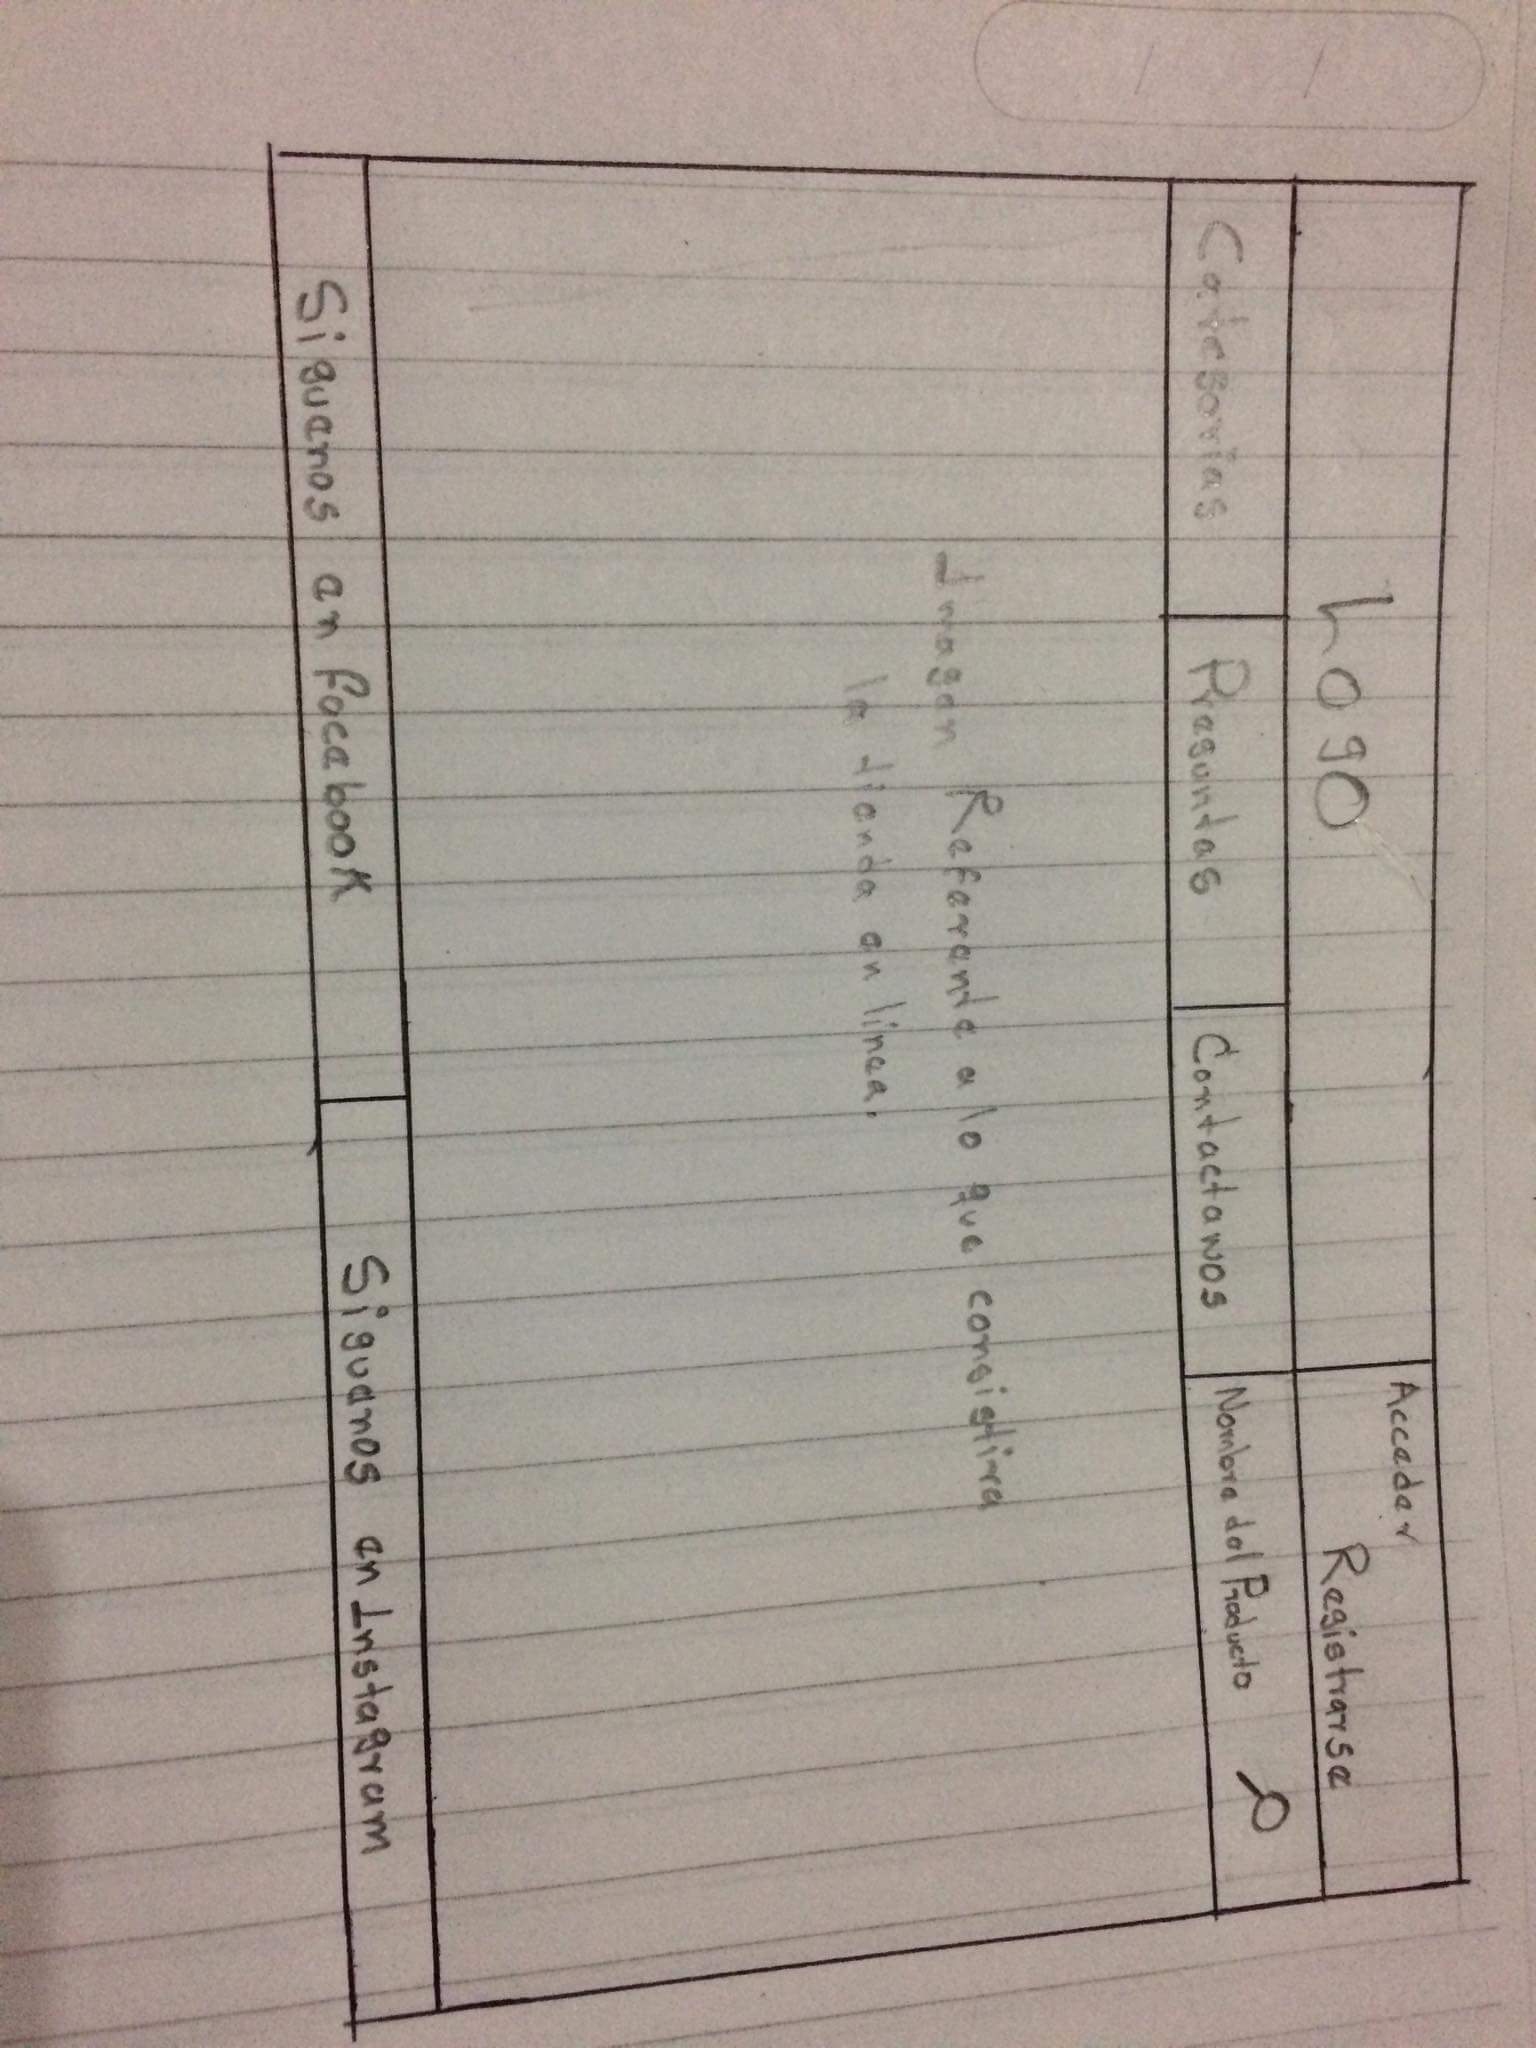 Logo
Acceder
Registrarse
Categorias
Preguntas
Contactanos
Nombre del Producto
Imagen Referente a lo que consistira
la tienda en linea.
Siguenos en facebook
Siguenos en Instagram